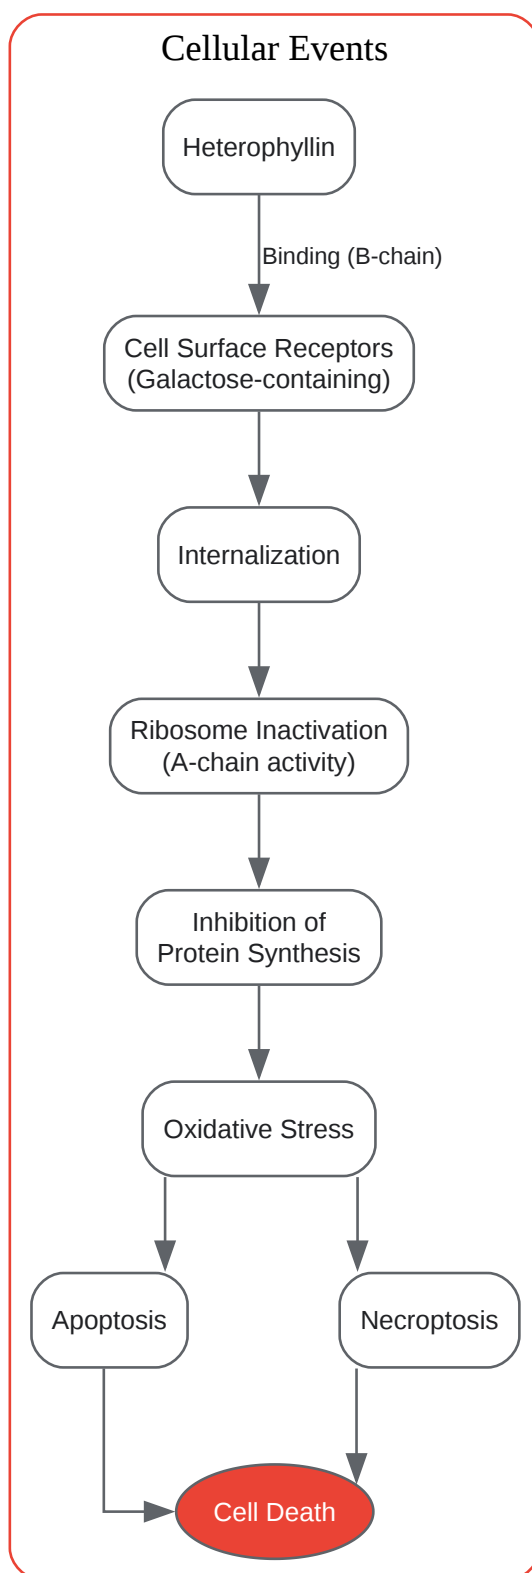 Cellular Events
Heterophyllin
Binding (B-chain)
Cell Surface Receptors
(Galactose-containing)
Internalization
Ribosome Inactivation
(A-chain activity)
Inhibition of
Protein Synthesis
Oxidative Stress
Apoptosis
Necroptosis
Cell Death